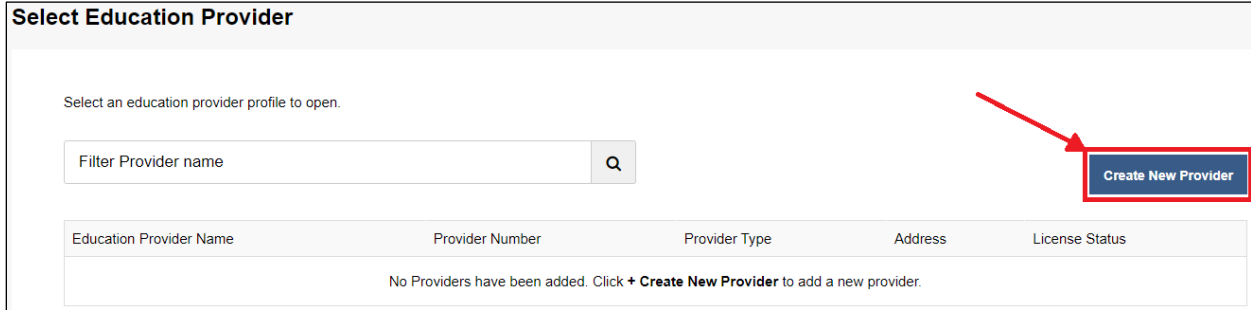 Select Education Provider
Select an education provider profile to open.
Filter Provider name
Create New Provider
Education Provider Name Provider Number Provider Type Address License Status
No Providers have been added. Click + Create New Provider to add a new provider.